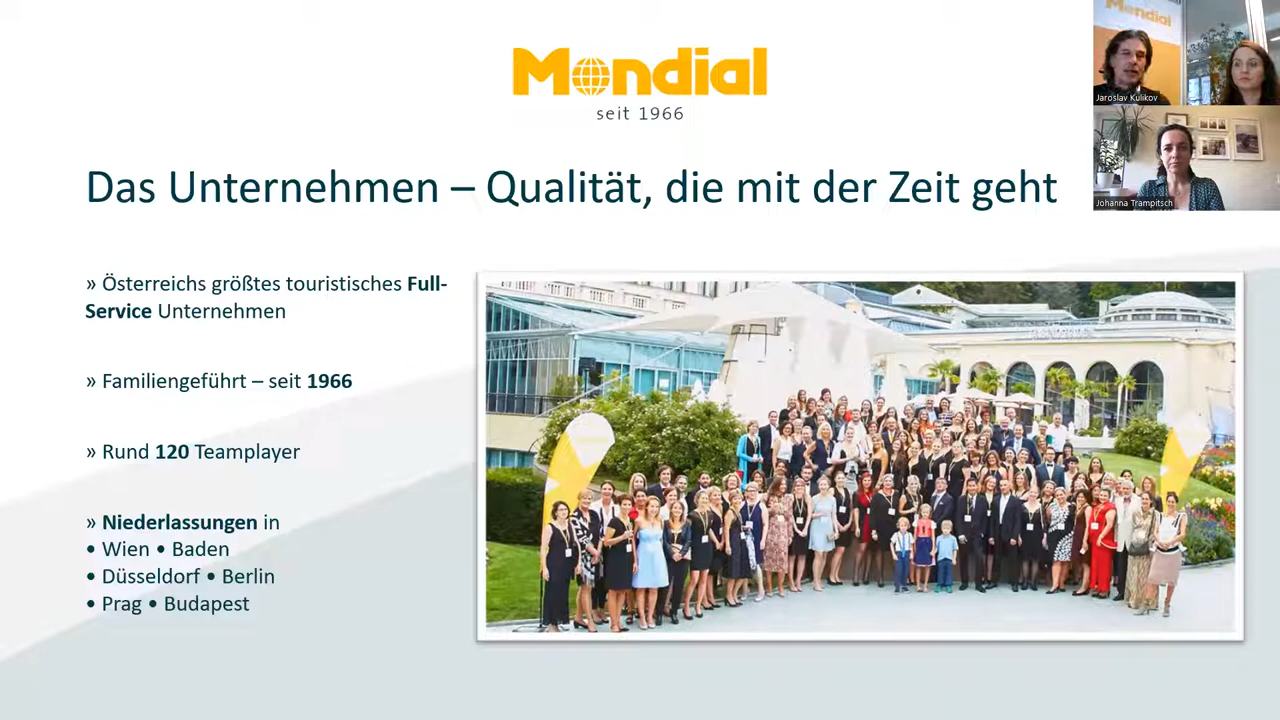 Mondial
seit 1966
Das Unternehmen – Qualität, die mit der Zeit geht
» Österreichs größtes touristisches Full-
Service Unternehmen
» Familiengeführt – seit 1966
» Rund 120 Teamplayer
» Niederlassungen in
• Wien • Baden
• Düsseldorf • Berlin
• Prag • Budapest
Mondial
Jaroslav Kulikov
Johanna Trampitsch